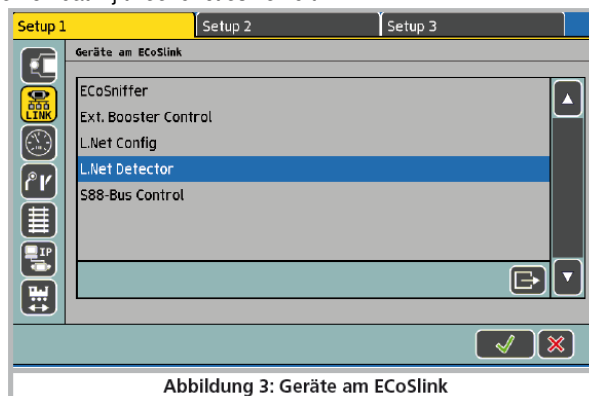 Setup 1
Setup 2
Setup 3
Geräte am ECoSlink
ECoSniffer
Ext. Booster Control
L.Net Config
L.Net Detector
S88-Bus Control
LINK
IP
Abbildung 3: Geräte am ECoSlink